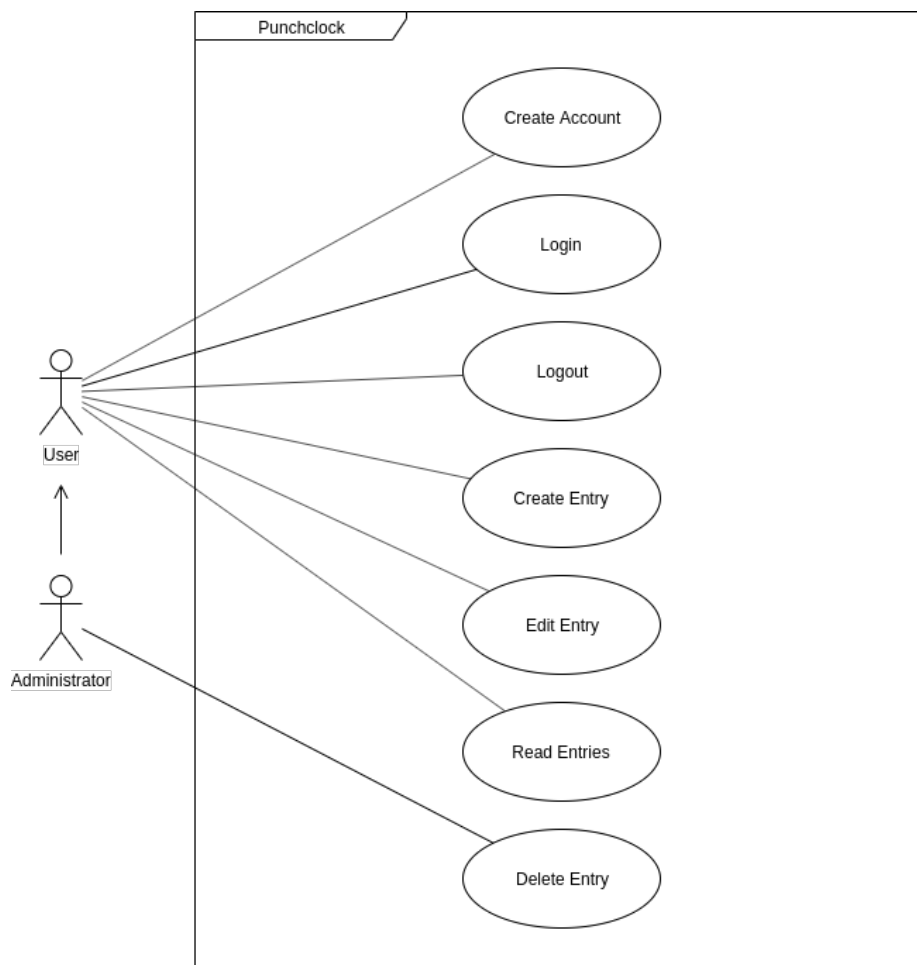 Punchclock
Create Account
Login
Logout
User
Create Entry
Edit Entry
Administrator
Read Entries
Delete Entry